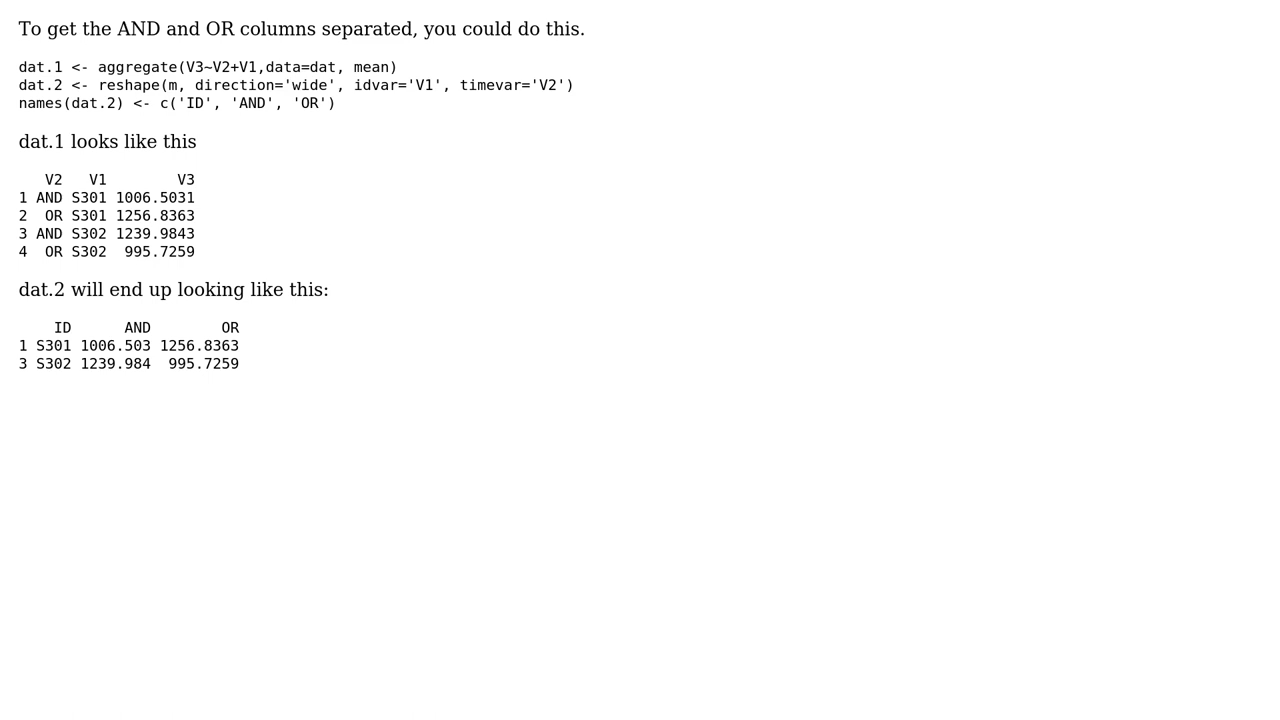 To get the AND and OR columns separated, you could do this.
dat.1 <- aggregate(V3~V2+V1,data=dat, mean)
dat.2 <- reshape(m, direction='wide', idvar='V1', timevar='V2')
names(dat.2) <- c('ID', 'AND', 'OR')
dat.1 looks like this
   V2   V1        V3
1 AND S301 1006.5031
2  OR S301 1256.8363
3 AND S302 1239.9843
4  OR S302  995.7259
dat.2 will end up looking like this:
    ID      AND        OR
1 S301 1006.503 1256.8363
3 S302 1239.984  995.7259